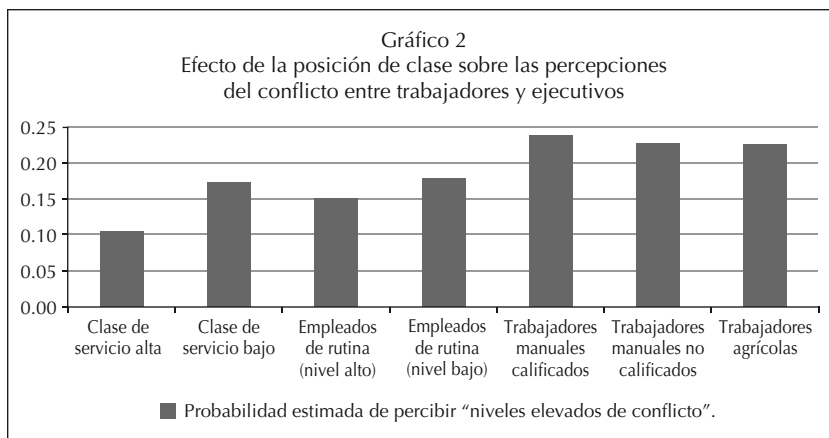 Gráfico 2
Efecto de la posición de clase sobre las percepciones
del conflicto entre trabajadores y ejecutivos
0.25
0.20
0.15
0.10
0.05
0.00
Clase de
servicio alta
Clase de
servicio bajo
Empleados
de rutina
(nivel alto)
Empleados
de rutina
(nivel bajo)
Trabajadores
manuales
calificados
Trabajadores
manuales no
calificados
Trabajadores
agrícolas
Probabilidad estimada de percibir “niveles elevados de conflicto”.